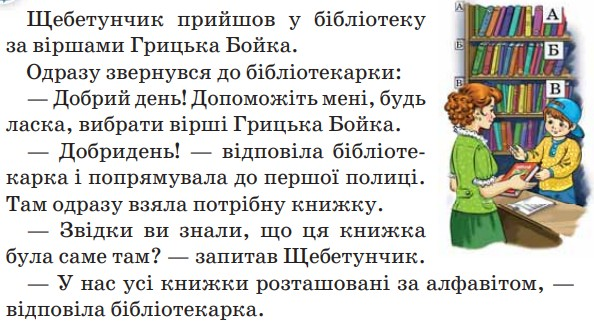 Щебетунчик прийшов у бібліотеку
за віршами Грицька Бойка.
Одразу звернувся до бібліотекарки:
— Добрий день! Допоможіть мені, будь
ласка, вибрати вірші Грицька Бойка.
— Добридень! — відповіла бібліоте-
карка і попрямувала до першої полиці.
Там одразу взяла потрібну книжку.
— Звідки ви знали, що ця книжка
була саме там? — запитав Щебетунчик.
— У нас усі книжки розташовані за алфавітом, —
відповіла бібліотекарка.
А
А
Б
Б
В
В